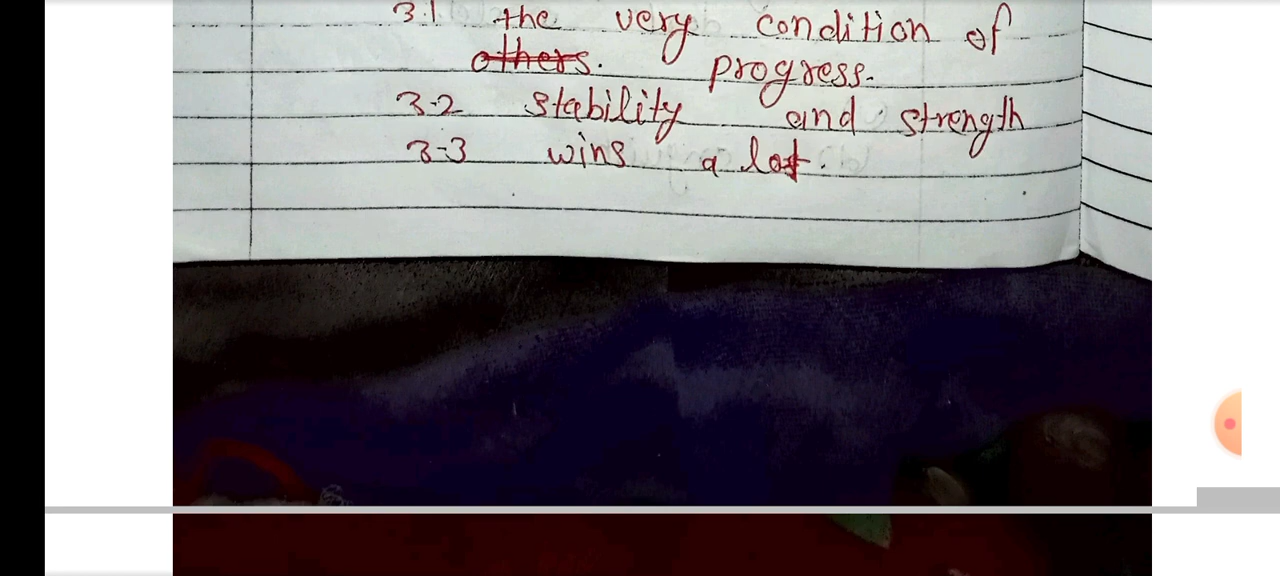 3.1 the very condition of
others. progress.
3.2 stability and strength
3-3 wins a lot.